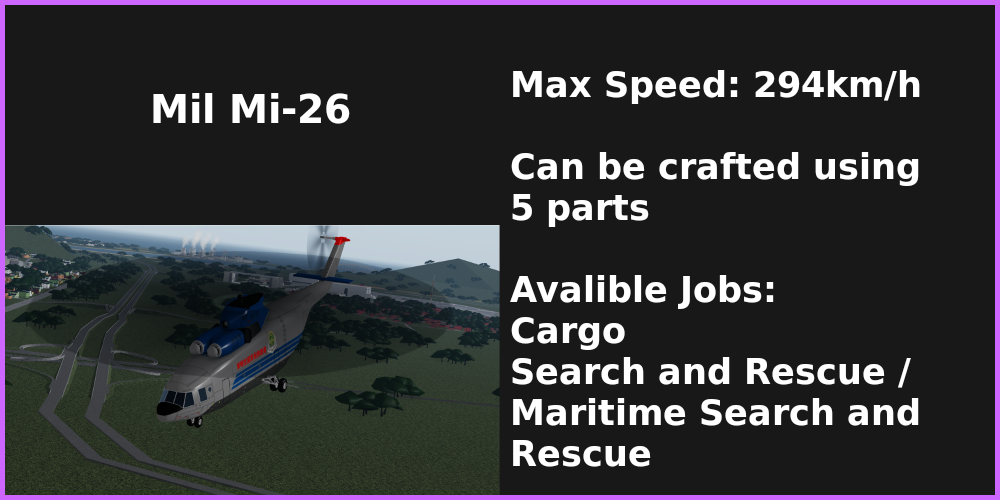 Mil Mi-26
Max Speed: 294km/h
Can be crafted using
5 parts
Avalible Jobs:
Cargo
Search and Rescue /
Maritime Search and
Rescue